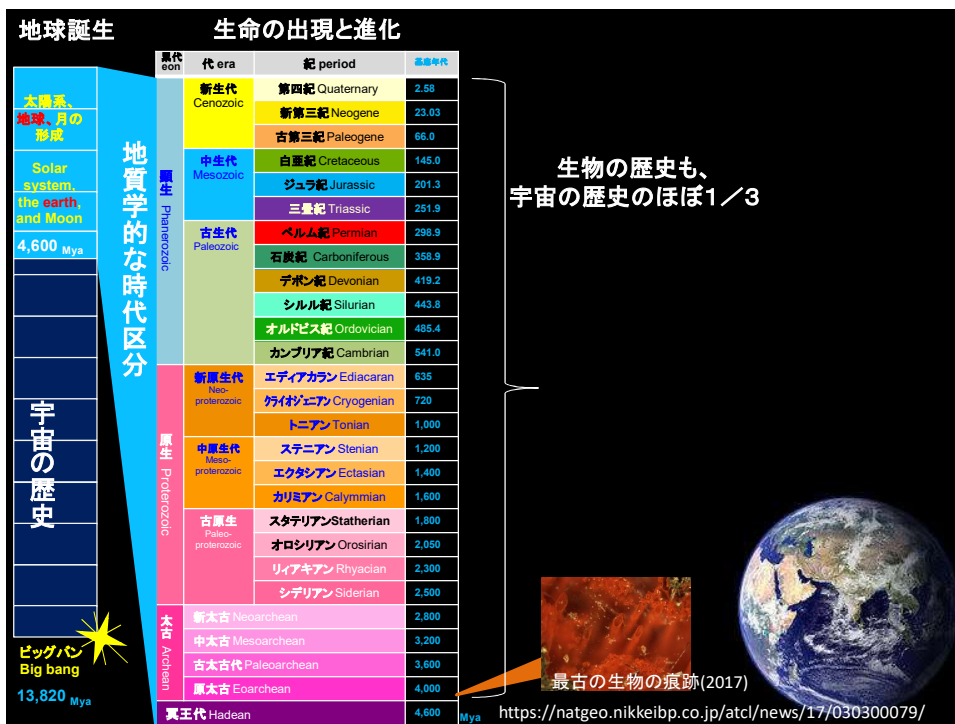 地球誕生
生命の出現と進化
太陽系、
地球、月の
形成
Solar
system,
the earth,
and Moon
4,600 Mya
宇宙の歴史
ビッグバン
Big bang
13,820 Mya
地質学的な時代区分
累代 eon
代 era
紀 period
基底年代
顕生 Phanerozoic
新生代
Cenozoic
第四紀 Quaternary
2.58
新第三紀 Neogene
23.03
古第三紀 Paleogene
66.0
中生代
Mesozoic
白亜紀 Cretaceous
145.0
ジュラ紀 Jurassic
201.3
三畳紀 Triassic
251.9
古生代
Paleozoic
ペルム紀 Permian
298.9
石炭紀 Carboniferous
358.9
デボン紀 Devonian
419.2
シルル紀 Silurian
443.8
オルドビス紀 Ordovician
485.4
カンブリア紀 Cambrian
541.0
原生 Proterozoic
新原生代
Neo-
proterozoic
エディアカラン Ediacaran
635
クライオジェニアン Cryogenian
720
トニアン Tonian
1,000
中原生代
Meso-
proterozoic
ステニアン Stenian
1,200
エクタシアン Ectasian
1,400
カリミアン Calymmian
1,600
古原生
Paleo-
proterozoic
スタテリアンStatherian
1,800
オロシリアン Orosirian
2,050
リィアキアン Rhyacian
2,300
シデリアン Siderian
2,500
太古 Archean
新太古 Neoarchean
2,800
中太古 Mesoarchean
3,200
古太古代 Paleoarchean
3,600
原太古 Eoarchean
4,000
冥王代 Hadean
4,600 Mya
生物の歴史も、
宇宙の歴史のほぼ1／3
最古の生物の痕跡(2017)
https://natgeo.nikkeibp.co.jp/atcl/news/17/030300079/